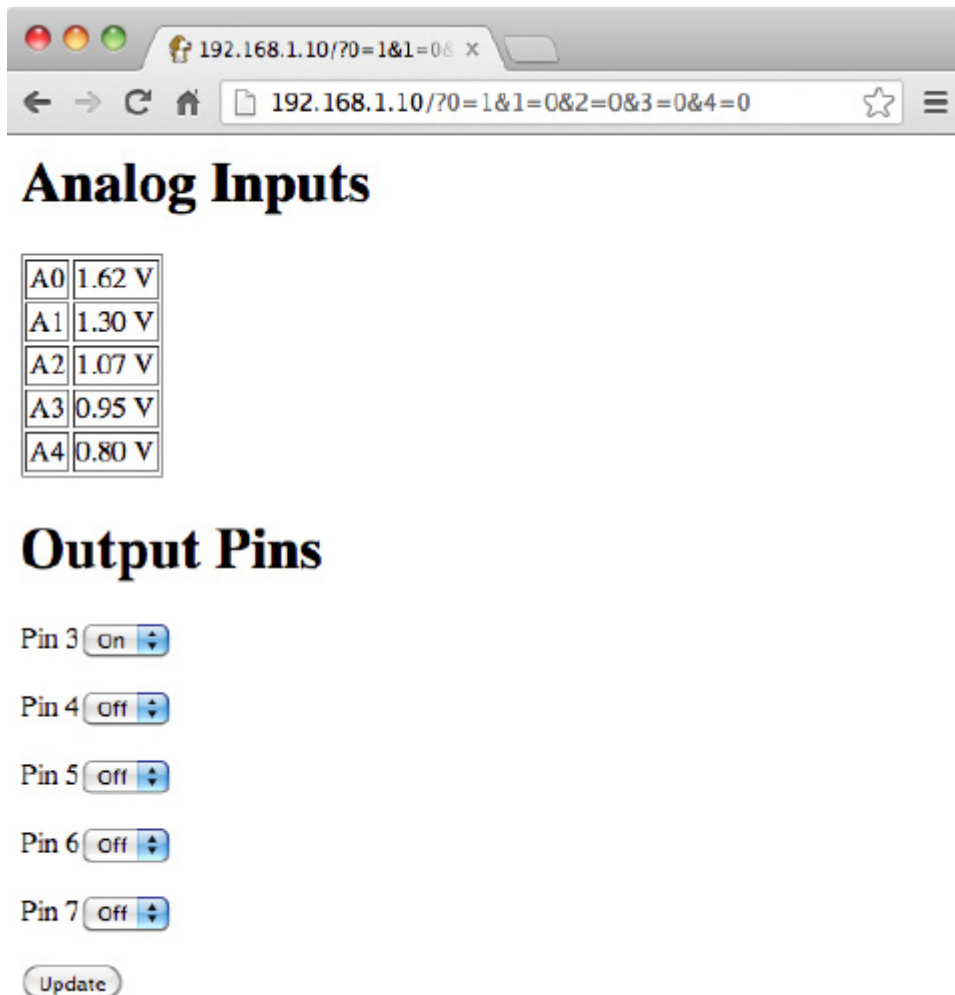 192.168.1.10/?0=1&1=0&
192.168.1.10/?0=1&1=0&2=0&3=0&4=0
Analog Inputs
A0 1.62 V
A1 1.30 V
A2 1.07 V
A3 0.95 V
A4 0.80 V
Output Pins
Pin 3 On
Pin 4 Off
Pin 5 Off
Pin 6 Off
Pin 7 Off
Update